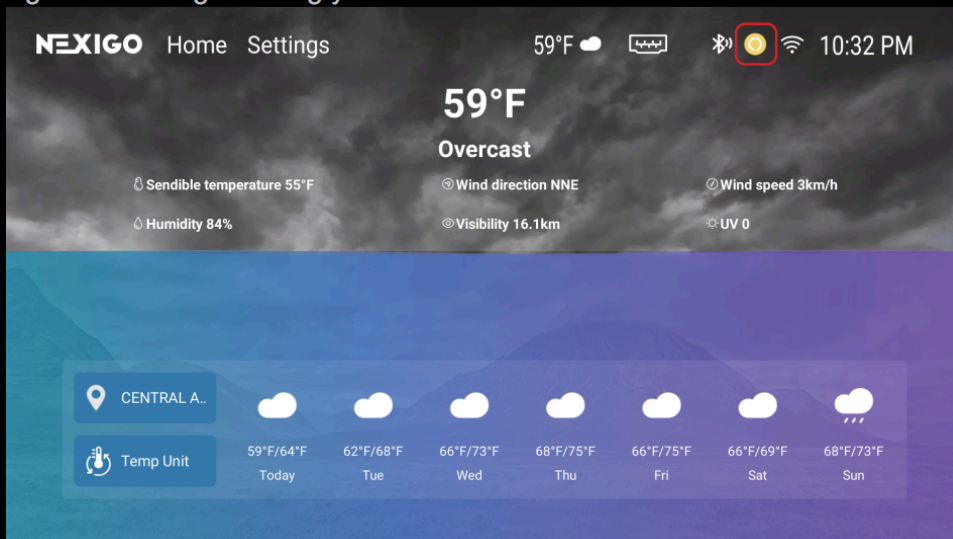 NEXIGO Home Settings 59°F 10:32 PM
59°F
Overcast
Sendible temperature 55°F Wind direction NNE Wind speed 3km/h
Humidity 84% Visibility 16.1km UV 0
CENTRAL A..
Temp Unit
59°F/64°F 62°F/68°F 66°F/73°F 68°F/75°F 66°F/75°F 66°F/69°F 68°F/73°F
Today Tue Wed Thu Fri Sat Sun